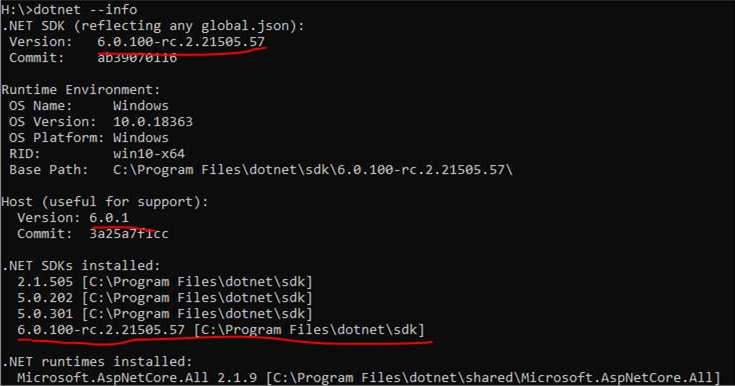 H:\>dotnet --info
.NET SDK (reflecting any global.json):
Version: 6.0.100-rc.2.21505.57
Commit: ab39070116
Runtime Environment:
OS Name: Windows
OS Version: 10.0.18363
OS Platform: Windows
RID: win10-x64
Base Path: C:\Program Files\dotnet\sdk\6.0.100-rc.2.21505.57\
Host (useful for support):
Version: 6.0.1
Commit: 3a25a7f1cc
.NET SDKs installed:
2.1.505 [C:\Program Files\dotnet\sdk]
5.0.202 [C:\Program Files\dotnet\sdk]
5.0.301 [C:\Program Files\dotnet\sdk]
6.0.100-rc.2.21505.57 [C:\Program Files\dotnet\sdk]
.NET runtimes installed:
Microsoft.AspNetCore.All 2.1.9 [C:\Program Files\dotnet\shared\Microsoft.AspNetCore.All]